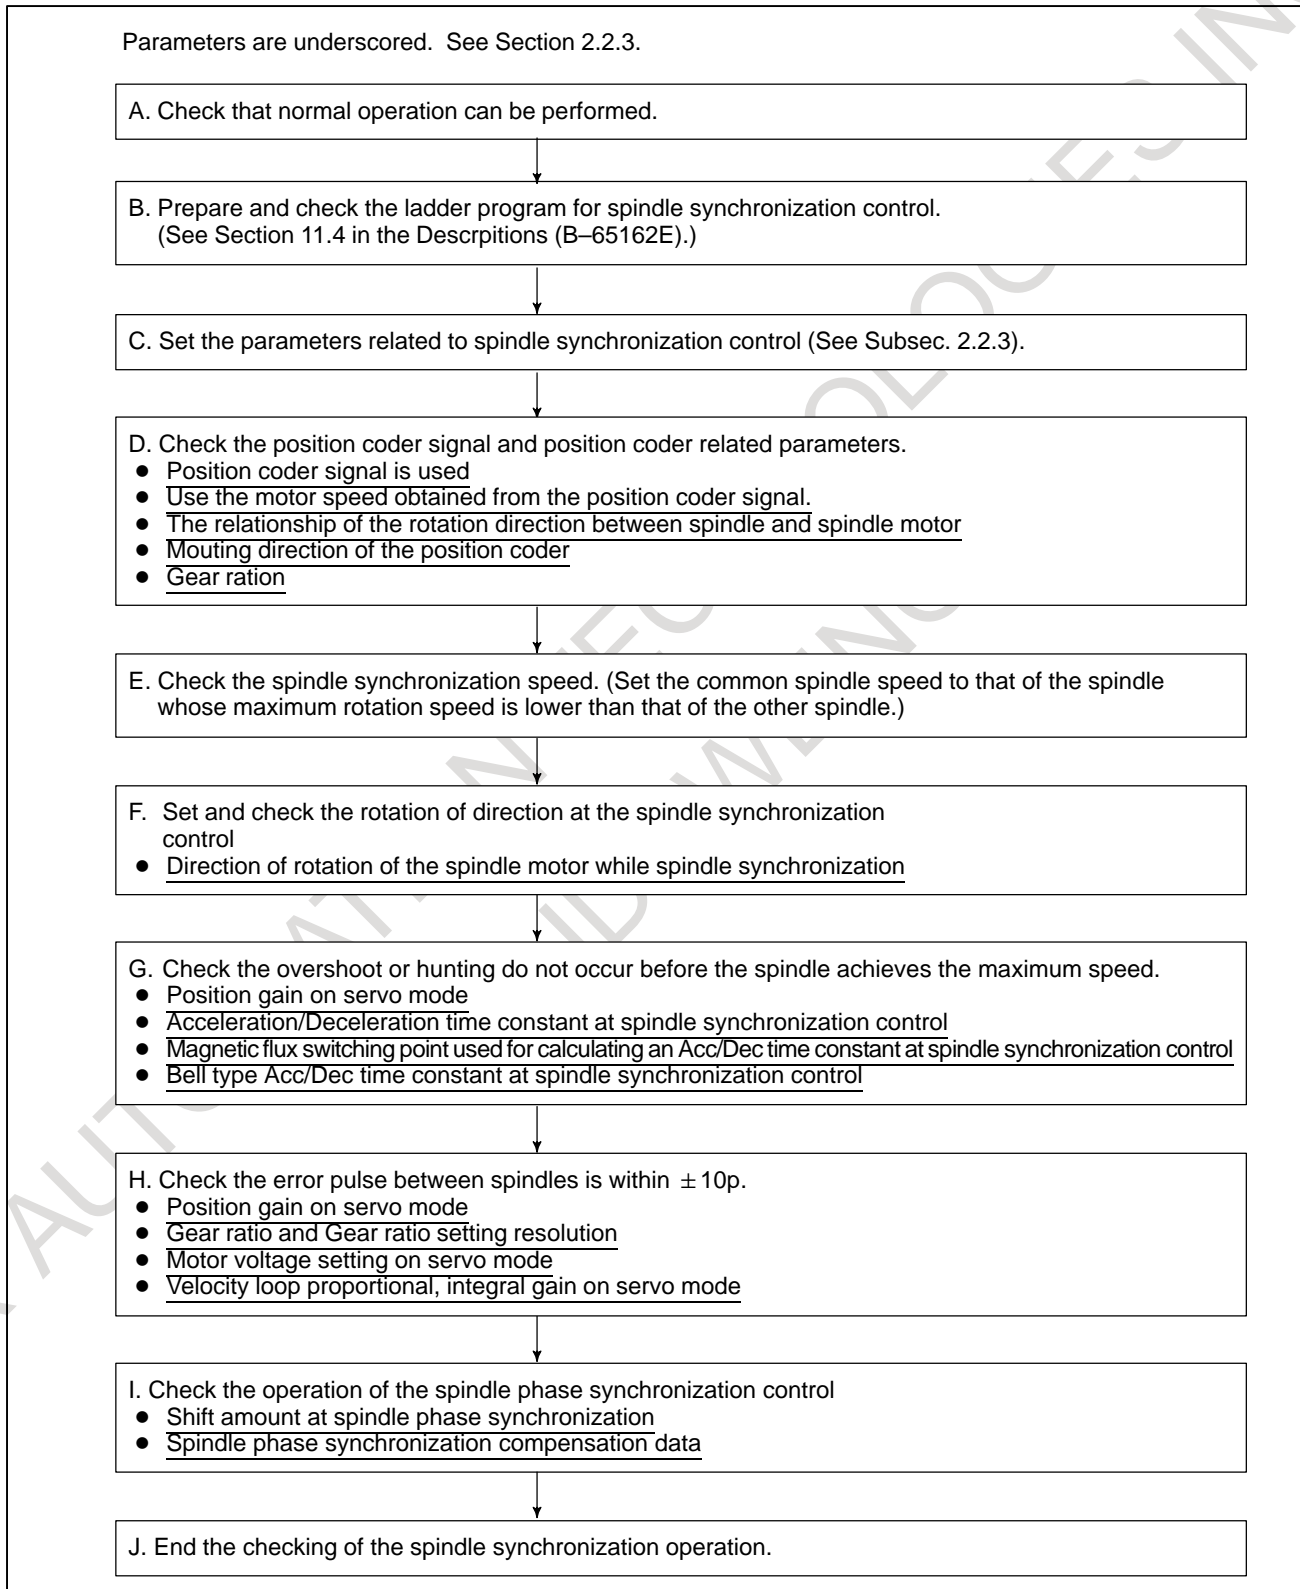 Parameters are underscored. See Section 2.2.3.
A. Check that normal operation can be performed.
B. Prepare and check the ladder program for spindle synchronization control.
(See Section 11.4 in the Descrpitions (B–65162E).)
C. Set the parameters related to spindle synchronization control (See Subsec. 2.2.3).
D. Check the position coder signal and position coder related parameters.
● Position coder signal is used
● Use the motor speed obtained from the position coder signal.
● The relationship of the rotation direction between spindle and spindle motor
● Mouting direction of the position coder
● Gear ration
E. Check the spindle synchronization speed. (Set the common spindle speed to that of the spindle
whose maximum rotation speed is lower than that of the other spindle.)
F. Set and check the rotation of direction at the spindle synchronization
control
● Direction of rotation of the spindle motor while spindle synchronization
G. Check the overshoot or hunting do not occur before the spindle achieves the maximum speed.
● Position gain on servo mode
● Acceleration/Deceleration time constant at spindle synchronization control
● Magnetic flux switching point used for calculating an Acc/Dec time constant at spindle synchronization control
● Bell type Acc/Dec time constant at spindle synchronization control
H. Check the error pulse between spindles is within ±10p.
● Position gain on servo mode
● Gear ratio and Gear ratio setting resolution
● Motor voltage setting on servo mode
● Velocity loop proportional, integral gain on servo mode
I. Check the operation of the spindle phase synchronization control
● Shift amount at spindle phase synchronization
● Spindle phase synchronization compensation data
J. End the checking of the spindle synchronization operation.